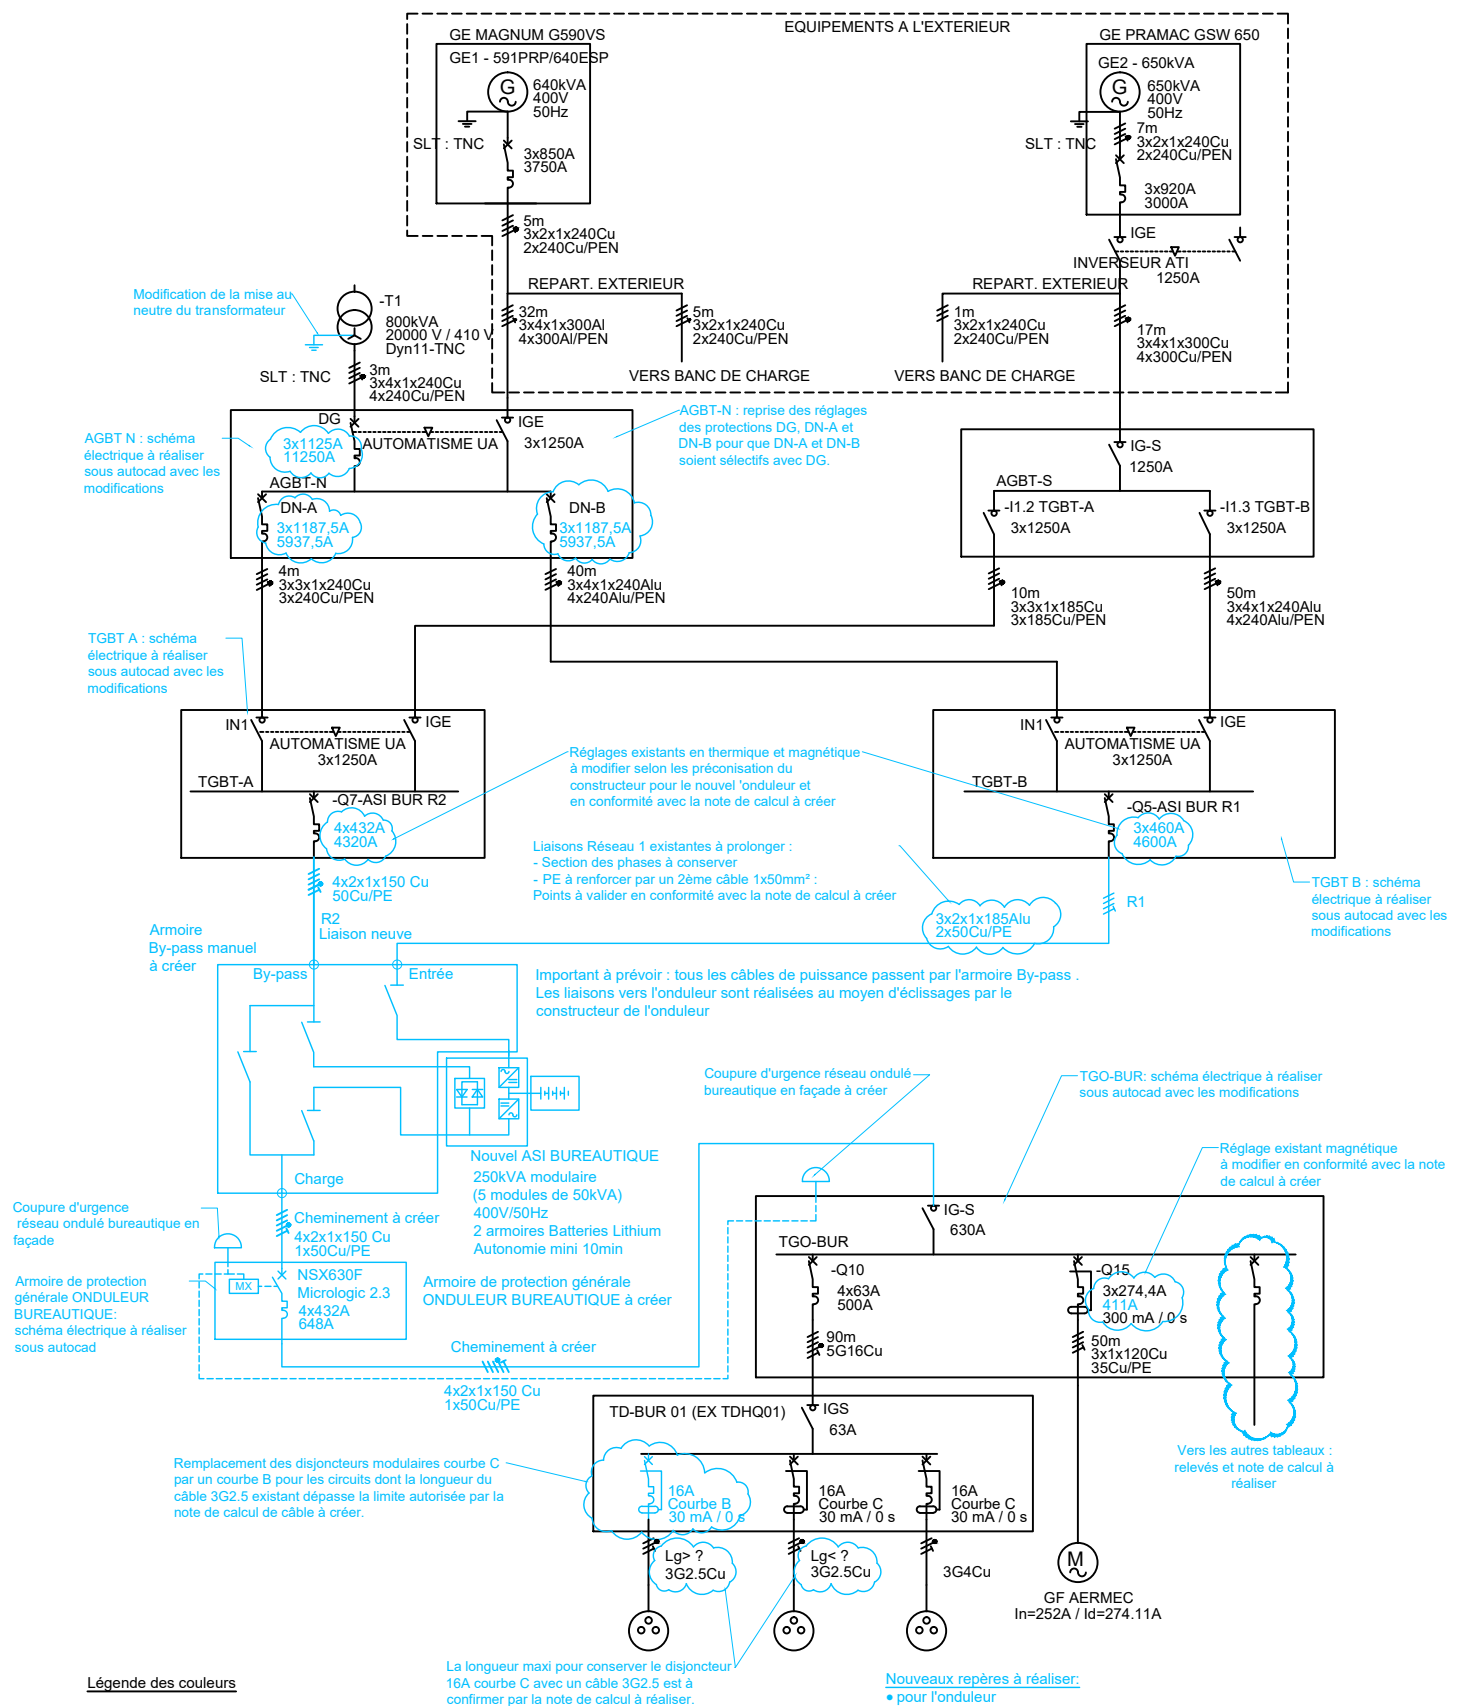 EQUIPEMENTS A L'EXTERIEUR
GE MAGNUM G590VS
GE1 - 591PRP/640ESP
G
640kVA
400V
50Hz
SLT : TNC
3x850A
3750A
5m
3x2x1x240Cu
2x240Cu/PEN
REPART. EXTERIEUR
32m
3x4x1x300Al
4x300Al/PEN
5m
3x2x1x240Cu
2x240Cu/PEN
VERS BANC DE CHARGE
GE PRAMAC GSW 650
GE2 - 650kVA
G
650kVA
400V
50Hz
SLT : TNC
7m
3x2x1x240Cu
2x240Cu/PEN
3x920A
3000A
IGE
INVERSEUR ATI
1250A
REPART. EXTERIEUR
1m
3x2x1x240Cu
2x240Cu/PEN
17m
3x4x1x300Cu
4x300Cu/PEN
VERS BANC DE CHARGE
Modification de la mise au
neutre du transformateur
-T1
800kVA
20000 V / 410 V
Dyn11-TNC
SLT : TNC
3m
3x4x1x240Cu
4x240Cu/PEN
AGBT N : schéma
électrique à réaliser
sous autocad avec les
modifications
DG
3x1125A
11250A
AUTOMATISME UA
IGE
3x1250A
AGBT-N
DN-A
3x1187,5A
5937,5A
DN-B
3x1187,5A
5937,5A
AGBT-N : reprise des réglages
des protections DG, DN-A et
DN-B pour que DN-A et DN-B
soient sélectifs avec DG.
IG-S
1250A
AGBT-S
-I1.2 TGBT-A
3x1250A
-I1.3 TGBT-B
3x1250A
4m
3x3x1x240Cu
3x240Cu/PEN
40m
3x4x1x240Alu
4x240Alu/PEN
10m
3x3x1x185Cu
3x185Cu/PEN
50m
3x4x1x240Alu
4x240Alu/PEN
TGBT A : schéma
électrique à réaliser
sous autocad avec les
modifications
IN1
IGE
AUTOMATISME UA
3x1250A
TGBT-A
-Q7-ASI BUR R2
4x432A
4320A
Réglages existants en thermique et magnétique
à modifier selon les préconisation du
constructeur pour le nouvel 'onduleur et
en conformité avec la note de calcul à créer
IN1
IGE
AUTOMATISME UA
3x1250A
TGBT-B
-Q5-ASI BUR R1
3x460A
4600A
Liaisons Réseau 1 existantes à prolonger :
- Section des phases à conserver
- PE à renforcer par un 2ème câble 1x50mm² :
Points à valider en conformité avec la note de calcul à créer
3x2x1x185Alu
2x50Cu/PE
R1
TGBT B : schéma
électrique à réaliser
sous autocad avec les
modifications
4x2x1x150 Cu
50Cu/PE
R2
Liaison neuve
Armoire
By-pass manuel
à créer
By-pass
Entrée
Important à prévoir : tous les câbles de puissance passent par l'armoire By-pass .
Les liaisons vers l'onduleur sont réalisées au moyen d'éclissages par le
constructeur de l'onduleur
Nouvel ASI BUREAUTIQUE
250kVA modulaire
(5 modules de 50kVA)
400V/50Hz
2 armoires Batteries Lithium
Autonomie mini 10min
Charge
Coupure d'urgence réseau ondulé
bureautique en façade à créer
TGO-BUR: schéma électrique à réaliser
sous autocad avec les modifications
Réglage existant magnétique
à modifier en conformité avec la note
de calcul à créer
Coupure d'urgence
réseau ondulé bureautique en
façade
Cheminement à créer
4x2x1x150 Cu
1x50Cu/PE
Armoire de protection
générale ONDULEUR
BUREAUTIQUE:
schéma électrique à réaliser
sous autocad
MX
NSX630F
Micrologic 2.3
4x432A
648A
Armoire de protection générale
ONDULEUR BUREAUTIQUE à créer
Cheminement à créer
4x2x1x150 Cu
1x50Cu/PE
IG-S
630A
TGO-BUR
-Q10
4x63A
500A
90m
5G16Cu
-Q15
3x274,4A
411A
300 mA / 0 s
50m
3x1x120Cu
35Cu/PE
Vers les autres tableaux :
relevés et note de calcul à
réaliser
TD-BUR 01 (EX TDHQ01)
IGS
63A
Remplacement des disjoncteurs modulaires courbe C
par un courbe B pour les circuits dont la longueur du
câble 3G2.5 existant dépasse la limite autorisée par la
note de calcul de câble à créer.
16A
Courbe B
30 mA / 0 s
16A
Courbe C
30 mA / 0 s
16A
Courbe C
30 mA / 0 s
Lg> ?
3G2.5Cu
Lg< ?
3G2.5Cu
3G4Cu
M
GF AERMEC
In=252A / Id=274.11A
La longueur maxi pour conserver le disjoncteur
16A courbe C avec un câble 3G2.5 est à
confirmer par la note de calcul à réaliser.
Légende des couleurs
Nouveaux repères à réaliser:
• pour l'onduleur